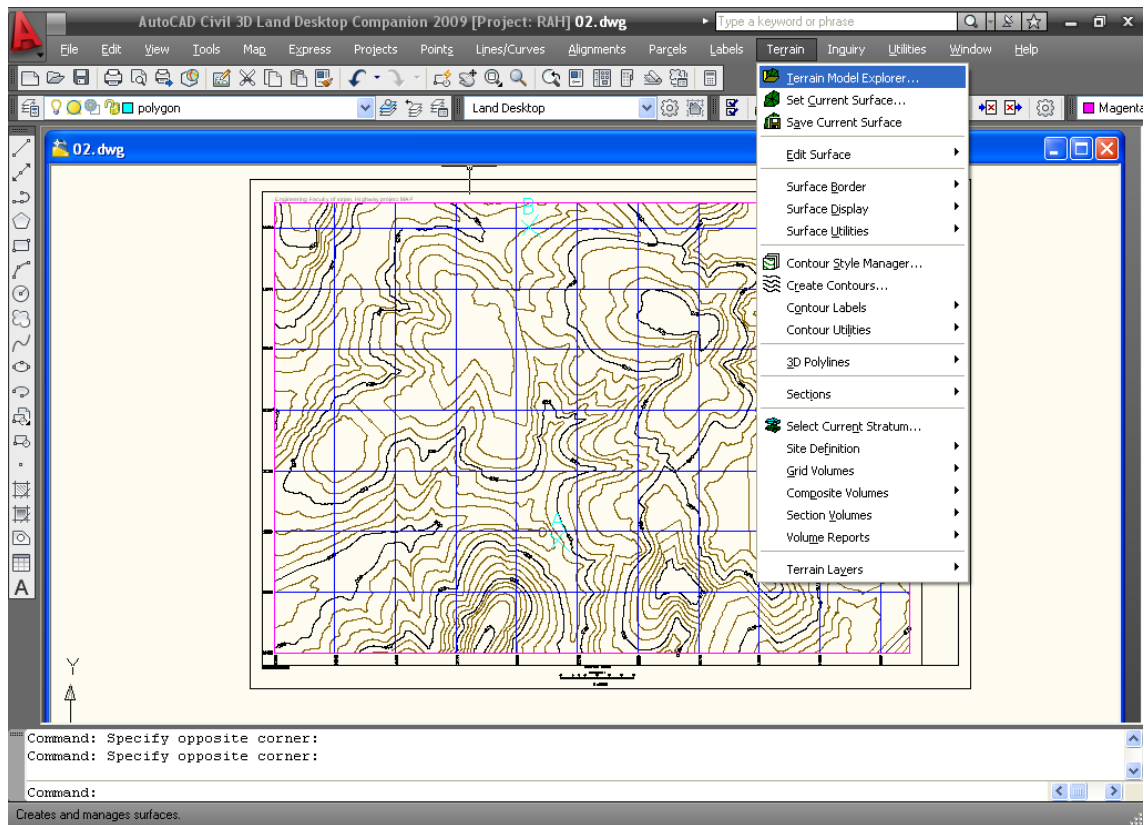 AutoCAD Civil 3D Land Desktop Companion 2009 [Project: RAH] 02.dwg
Type a keyword or phrase
File Edit View Tools Map Express Projects Points Lines/Curves Alignments Parcels Labels Terrain Inquiry Utilities Window Help
polygon
Land Desktop
Magenta
02.dwg
Terrain Model Explorer...
Set Current Surface...
Save Current Surface
Edit Surface
Surface Border
Surface Display
Surface Utilities
Contour Style Manager...
Create Contours...
Contour Labels
Contour Utilities
3D Polylines
Sections
Select Current Stratum...
Site Definition
Grid Volumes
Composite Volumes
Section Volumes
Volume Reports
Terrain Layers
B
A
A
Y
Command: Specify opposite corner:
Command: Specify opposite corner:
Command:
Creates and manages surfaces.